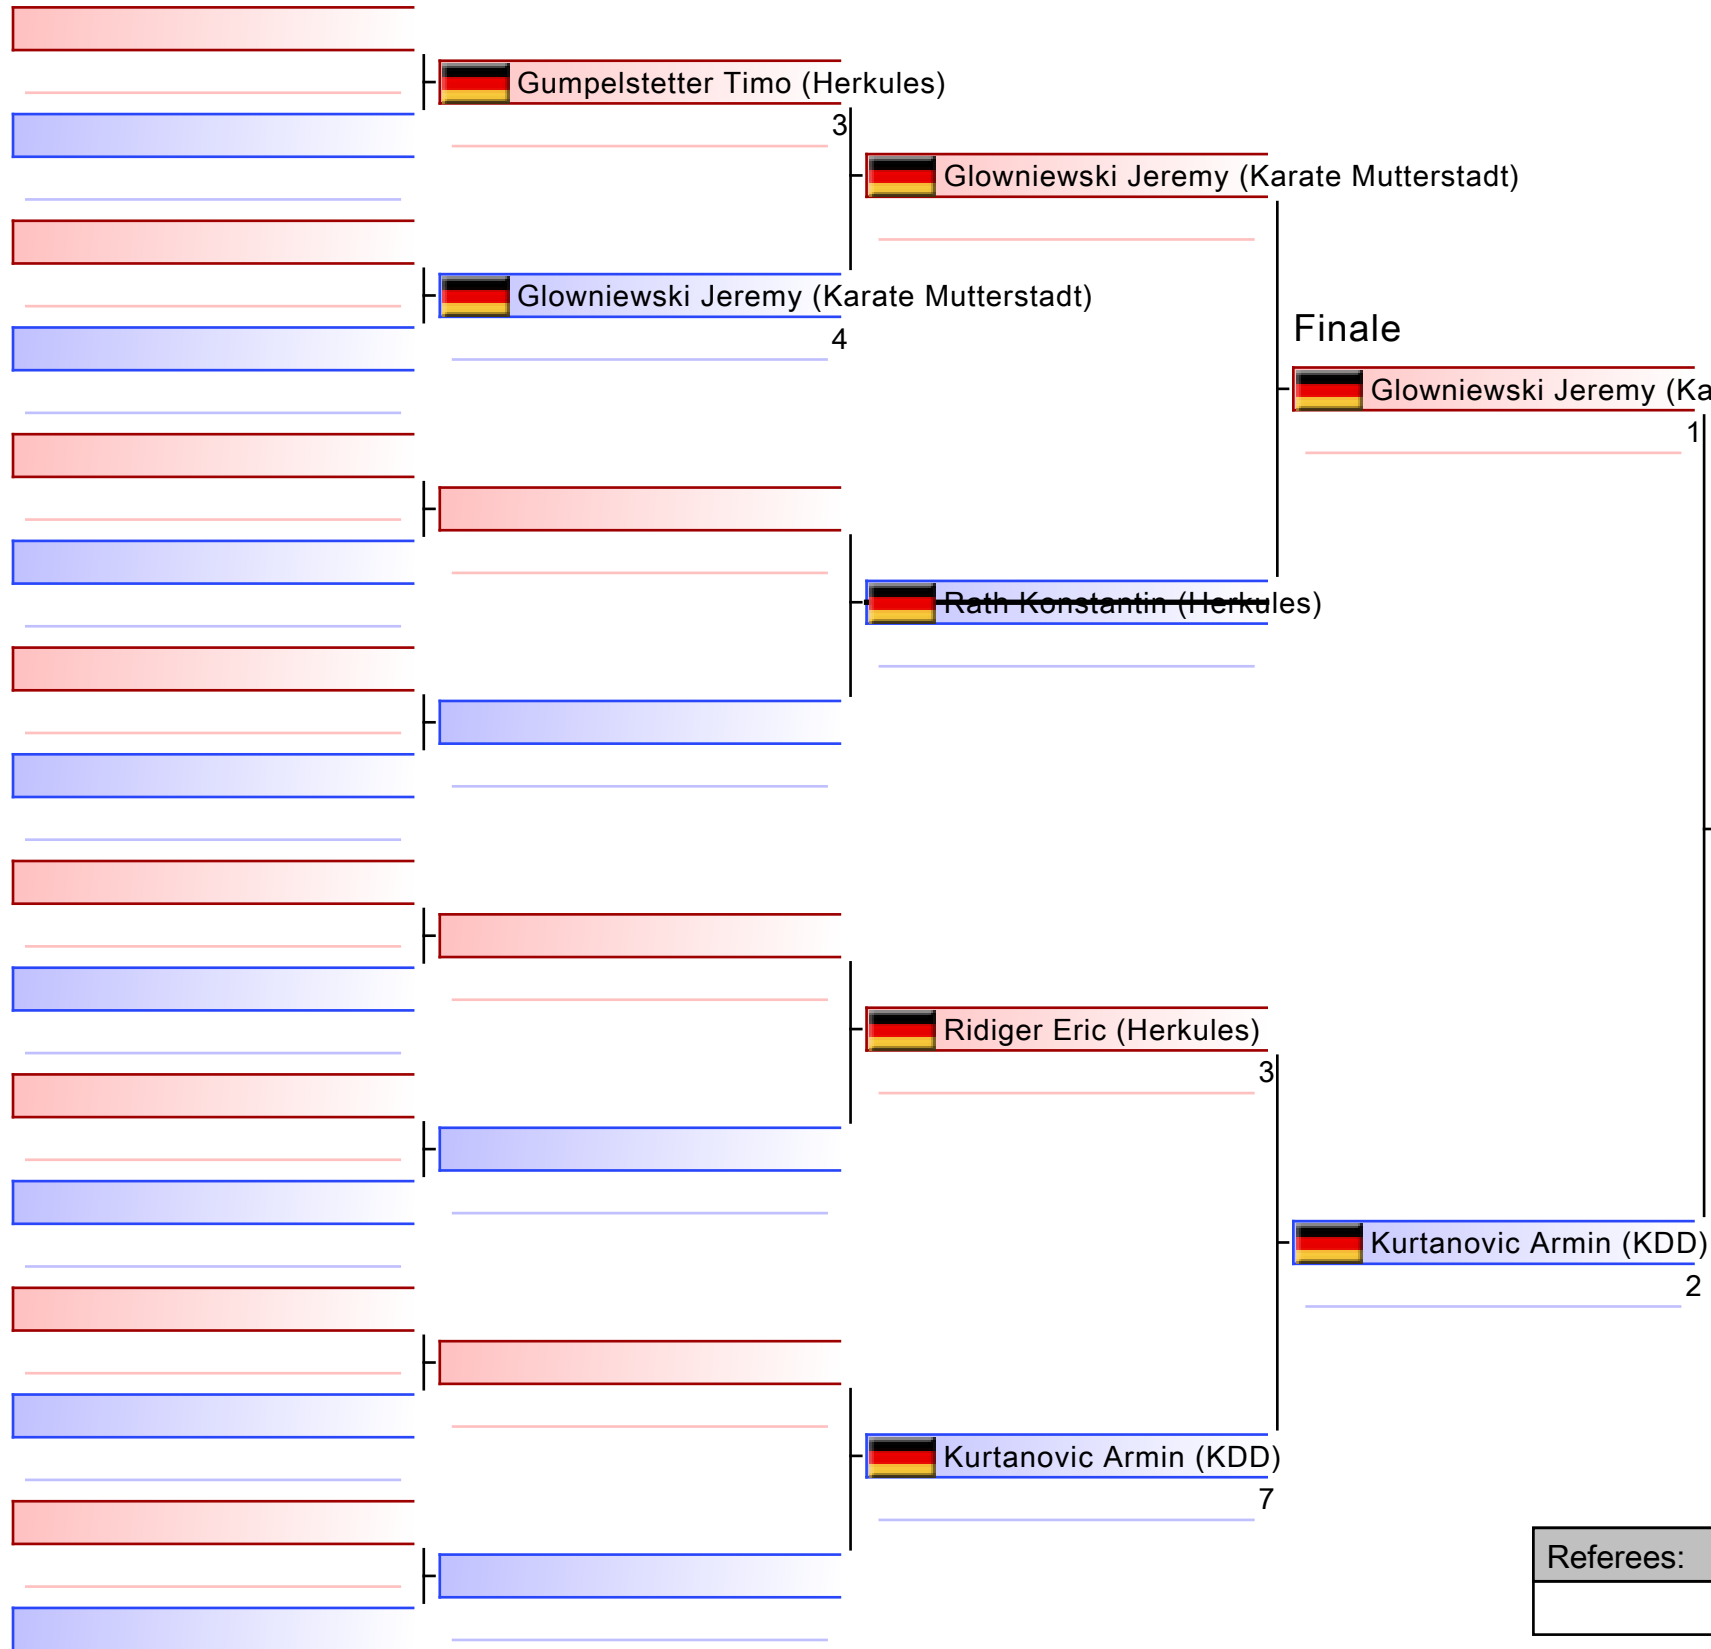 Gumpelstetter Timo (Herkules)
3
Glowniewski Jeremy (Karate Mutterstadt)
Glowniewski Jeremy (Karate Mutterstadt)
4
Finale
Glowniewski Jeremy (Ka
1
Rath Konstantin (Herkules)
Ridiger Eric (Herkules)
3
Kurtanovic Armin (KDD)
2
Kurtanovic Armin (KDD)
7
Referees: